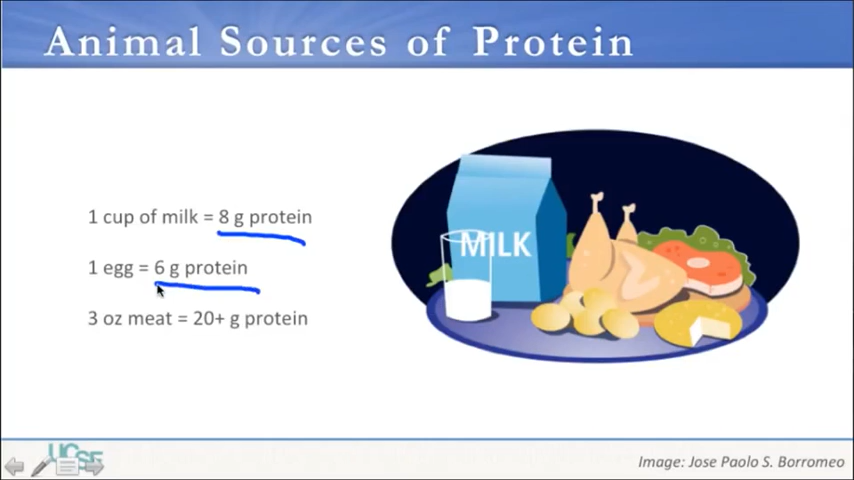 Animal Sources of Protein
1 cup of milk = 8 g protein
1 egg = 6 g protein
3 oz meat = 20+ g protein
MILK
UCSF
Image: Jose Paolo S. Borromeo